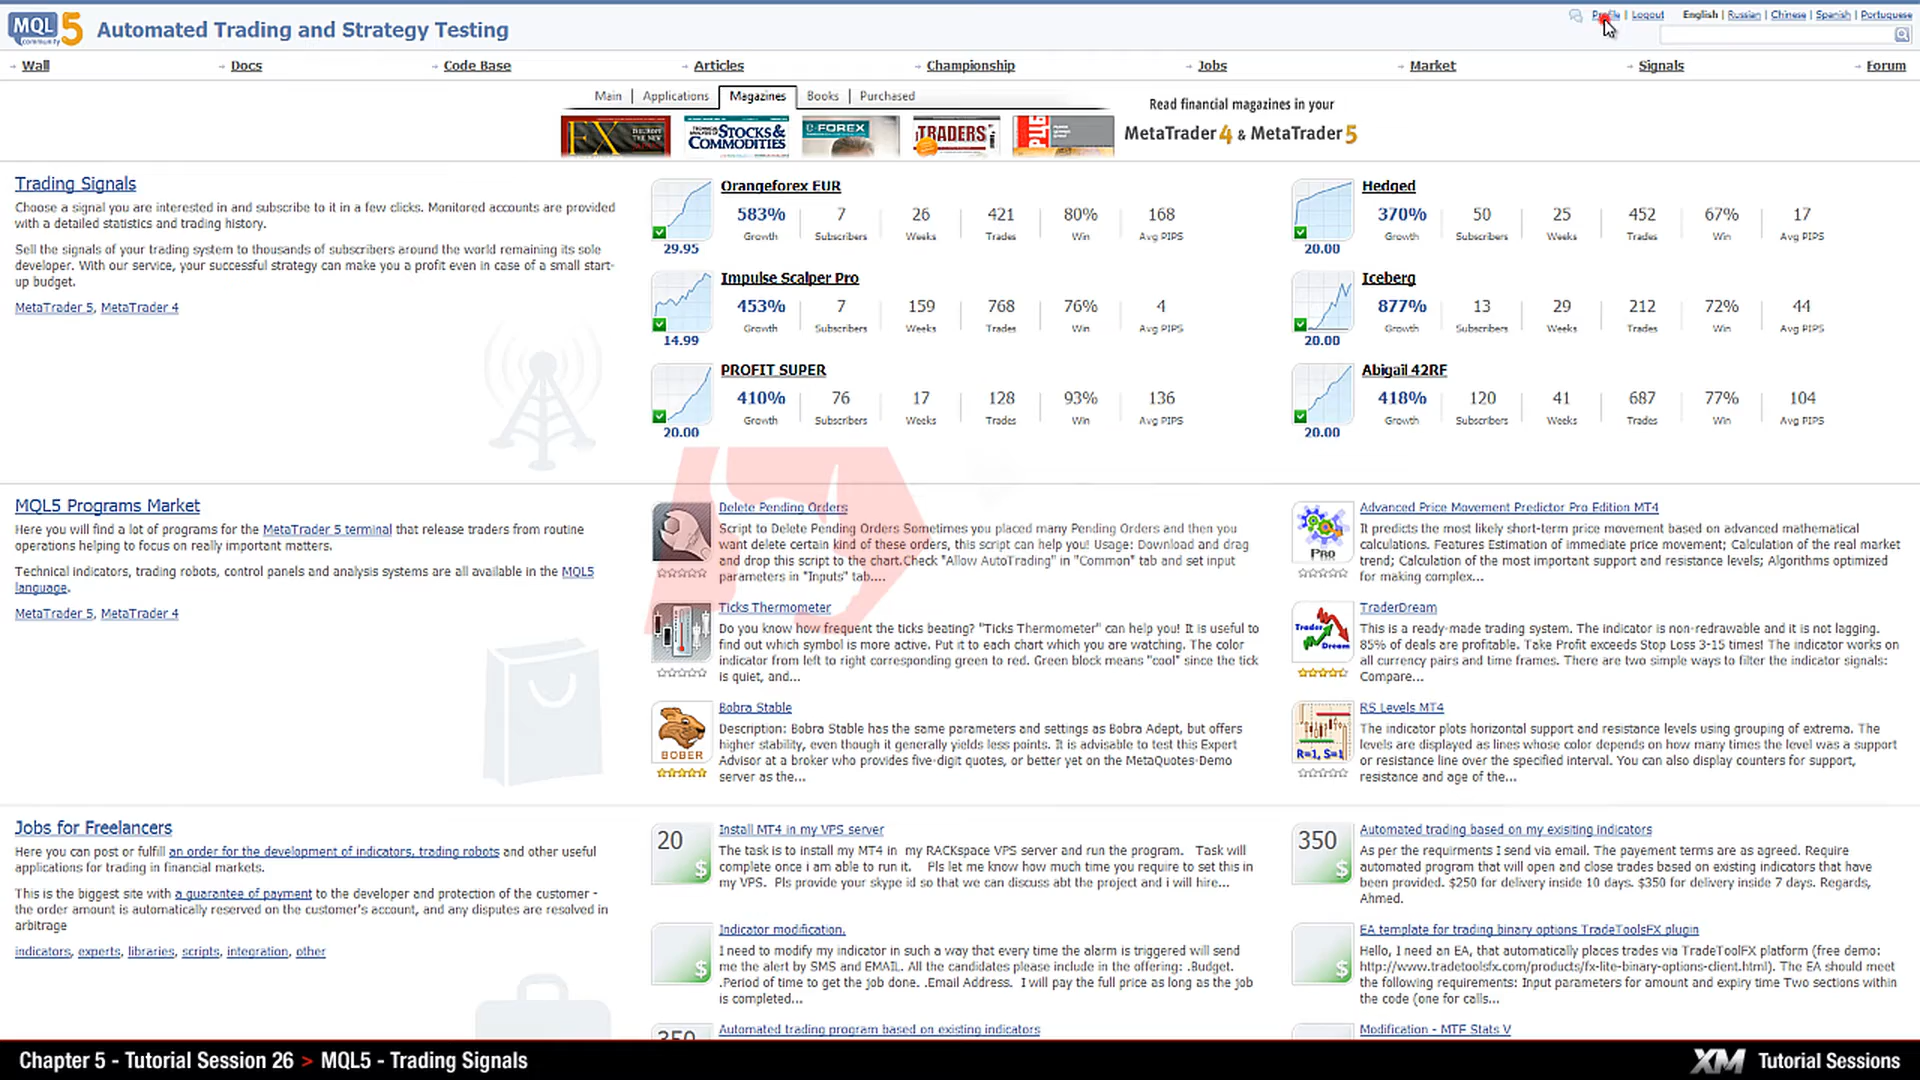 MQL5 community
Automated Trading and Strategy Testing
Profile | Logout English | Russian | Chinese | Spanish | Portuguese
Wall Docs Code Base Articles Championship Jobs Market Signals Forum
Main | Applications Magazines Books | Purchased
FX STOCKS & COMMODITIES e-FOREX TRADERS
Read financial magazines in your
MetaTrader 4 & MetaTrader 5
Trading Signals
Choose a signal you are interested in and subscribe to it in a few clicks. Monitored accounts are provided
with a detailed statistics and trading history.
Sell the signals of your trading system to thousands of subscribers around the world remaining its sole
developer. With our service, your successful strategy can make you a profit even in case of a small start-
up budget.
MetaTrader 5, MetaTrader 4
Orangeforex EUR
583% 7 26 421 80% 168
Growth Subscribers Weeks Trades Win Avg PIPS
29.95
Impulse Scalper Pro
453% 7 159 768 76% 4
Growth Subscribers Weeks Trades Win Avg PIPS
14.99
PROFIT SUPER
410% 76 17 128 93% 136
Growth Subscribers Weeks Trades Win Avg PIPS
20.00
Hedged
370% 50 25 452 67% 17
Growth Subscribers Weeks Trades Win Avg PIPS
20.00
Iceberg
877% 13 29 212 72% 44
Growth Subscribers Weeks Trades Win Avg PIPS
20.00
Abigail 42RF
418% 120 41 687 77% 104
Growth Subscribers Weeks Trades Win Avg PIPS
20.00
MQL5 Programs Market
Here you will find a lot of programs for the MetaTrader 5 terminal that release traders from routine
operations helping to focus on really important matters.
Technical indicators, trading robots, control panels and analysis systems are all available in the MQL5
language.
MetaTrader 5, MetaTrader 4
Delete Pending Orders
Script to Delete Pending Orders Sometimes you placed many Pending Orders and then you
want delete certain kind of these orders, this script can help you! Usage: Download and drag
and drop this script to the chart.Check "Allow AutoTrading" in "Common" tab and set input
parameters in "Inputs" tab....
Ticks Thermometer
Do you know how frequent the ticks beating? "Ticks Thermometer" can help you! It is useful to
find out which symbol is more active. Put it to each chart which you are watching. The color
indicator from left to right corresponding green to red. Green block means "cool" since the tick
is quiet, and...
BOBER
Bobra Stable
Description: Bobra Stable has the same parameters and settings as Bobra Adept, but offers
higher stability, even though it generally yields less points. It is advisable to test this Expert
Advisor at a broker who provides five-digit quotes, or better yet on the MetaQuotes-Demo
server as the...
PRO
Advanced Price Movement Predictor Pro Edition MT4
It predicts the most likely short-term price movement based on advanced mathematical
calculations. Features Estimation of immediate price movement; Calculation of the real market
trend; Calculation of the most important support and resistance levels; Algorithms optimized
for making complex...
Trader Dream
TraderDream
This is a ready-made trading system. The indicator is non-redrawable and it is not lagging.
85% of deals are profitable. Take Profit exceeds Stop Loss 3-15 times! The indicator works on
all currency pairs and time frames. There are two simple ways to filter the indicator signals:
Compare...
R=1, S=1
RS Levels MT4
The indicator plots horizontal support and resistance levels using grouping of extrema. The
levels are displayed as lines whose color depends on how many times the level was a support
or resistance line over the specified interval. You can also display counters for support,
resistance and age of the...
Jobs for Freelancers
Here you can post or fulfill an order for the development of indicators, trading robots and other useful
applications for trading in financial markets.
This is the biggest site with a guarantee of payment to the developer and protection of the customer -
the order amount is automatically reserved on the customer's account, and any disputes are resolved in
arbitrage
indicators, experts, libraries, scripts, integration, other
20 $
Install MT4 in my VPS server
The task is to install my MT4 in my RACKspace VPS server and run the program. Task will
complete once i am able to run it. Pls let me know how much time you require to set this in
my VPS. Pls provide your skype id so that we can discuss abt the project and i will hire...
$
Indicator modification.
I need to modify my indicator in such a way that every time the alarm is triggered will send
me the alert by SMS and EMAIL. All the candidates please include in the offering: .Budget.
.Period of time to get the job done. .Email Address. I will pay the full price as long as the job
is completed...
350
Automated trading program based on existing indicators
350 $
Automated trading based on my exisiting indicators
As per the requirments I send via email. The payement terms are as agreed. Require
automated program that will open and close trades based on existing indicators that have
been provided. $250 for delivery inside 10 days. $350 for delivery inside 7 days. Regards,
Ahmed.
$
EA template for trading binary options TradeToolsFX plugin
Hello, I need an EA, that automatically places trades via TradeToolFX platform (free demo:
http://www.tradetoolsfx.com/products/fx-lite-binary-options-client.html). The EA should meet
the following requirements: Input parameters for amount and expiry time Two sections within
the code (one for calls...
Modification - MTF Stats V
Chapter 5 - Tutorial Session 26 > MQL5 - Trading Signals
XM Tutorial Sessions